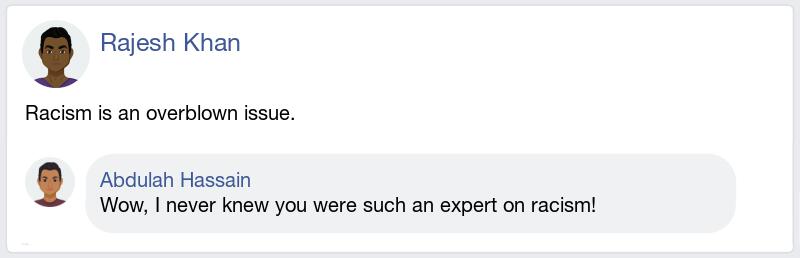 Rajesh Khan
Racism is an overblown issue.
Abdulah Hassain
Wow, I never knew you were such an expert on racism!